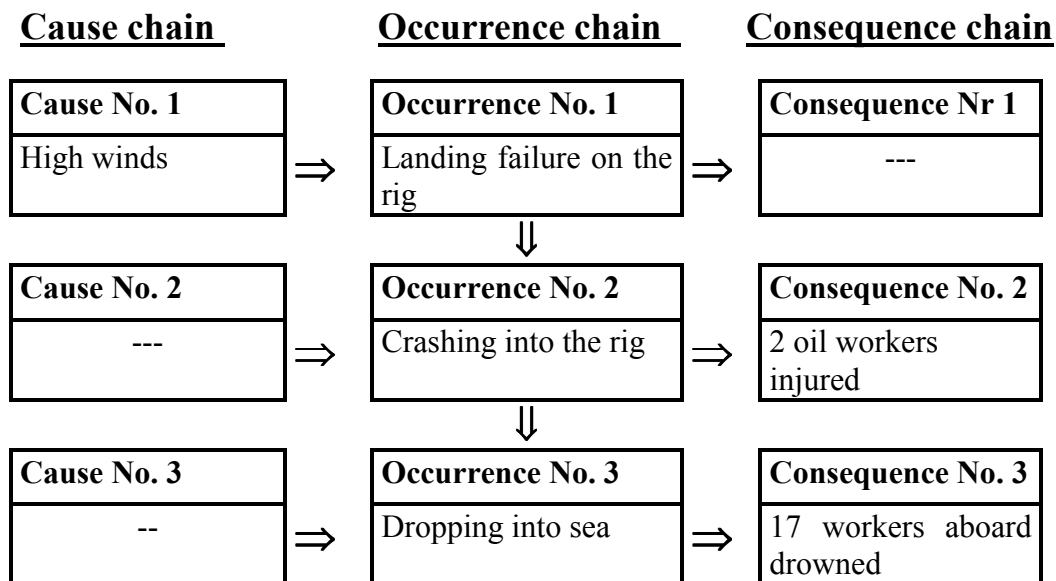 Cause chain
Occurrence chain
Consequence chain
Cause No. 1
High winds
⇒
Occurrence No. 1
Landing failure on the
rig
⇒
Consequence Nr 1
---
⇓
Cause No. 2
---
⇒
Occurrence No. 2
Crashing into the rig
⇒
Consequence No. 2
2 oil workers
injured
⇓
Cause No. 3
--
⇒
Occurrence No. 3
Dropping into sea
⇒
Consequence No. 3
17 workers aboard
drowned